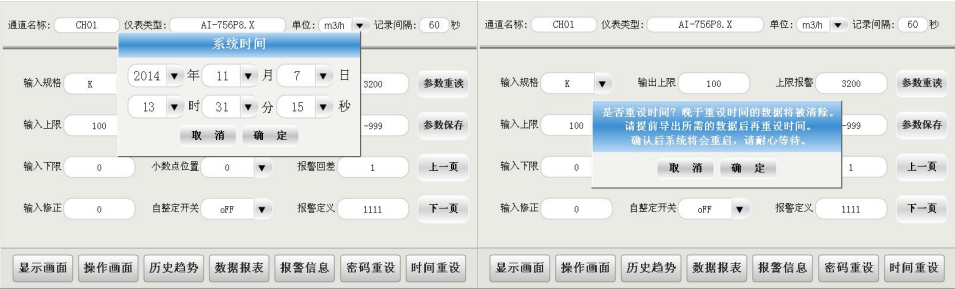 通道名称: CH01 仪表类型: AI-756P8.X 单位: m3/h 记录间隔: 60 秒
系统时间
2014 年 11 月 7 日
13 时 31 分 15 秒
取 消 确 定
输入规格 K 3200 参数重读
输入上限 100 -999 参数保存
输入下限 0 小数点位置 0 报警回差 1 上一页
输入修正 0 自整定开关 oFF 报警定义 1111 下一页
显示画面 操作画面 历史趋势 数据报表 报警信息 密码重设 时间重设
通道名称: CH01 仪表类型: AI-756P8.X 单位: m3/h 记录间隔: 60 秒
输入规格 K 输出上限 100 上限报警 3200 参数重读
是否重设时间？晚于重设时间的数据将被清除。
请提前导出所需的数据后再重设时间。
确认后系统将会重启，请耐心等待。
取 消 确 定
输入上限 100 -999 参数保存
输入下限 0 1 上一页
输入修正 0 自整定开关 oFF 报警定义 1111 下一页
显示画面 操作画面 历史趋势 数据报表 报警信息 密码重设 时间重设